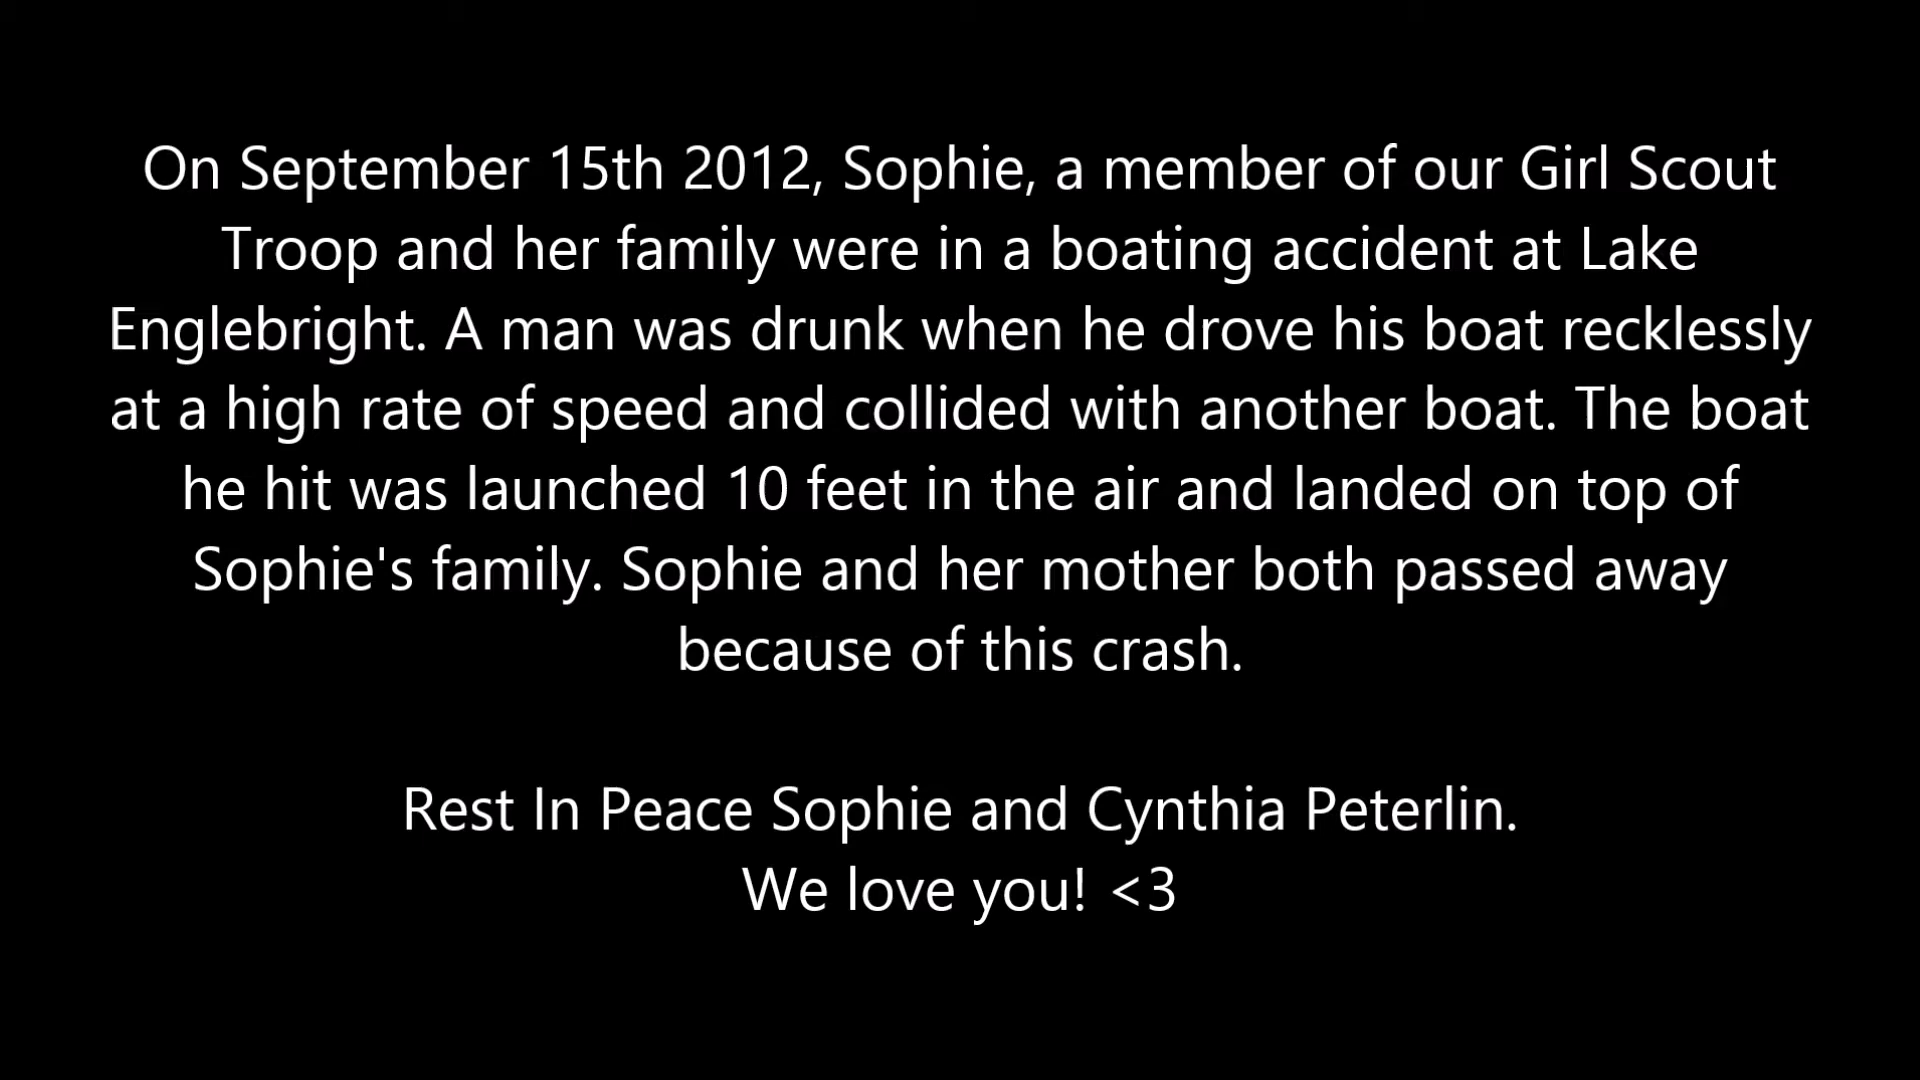 On September 15th 2012, Sophie, a member of our Girl Scout
Troop and her family were in a boating accident at Lake
Englebright. A man was drunk when he drove his boat recklessly
at a high rate of speed and collided with another boat. The boat
he hit was launched 10 feet in the air and landed on top of
Sophie's family. Sophie and her mother both passed away
because of this crash.
Rest In Peace Sophie and Cynthia Peterlin.
We love you! <3